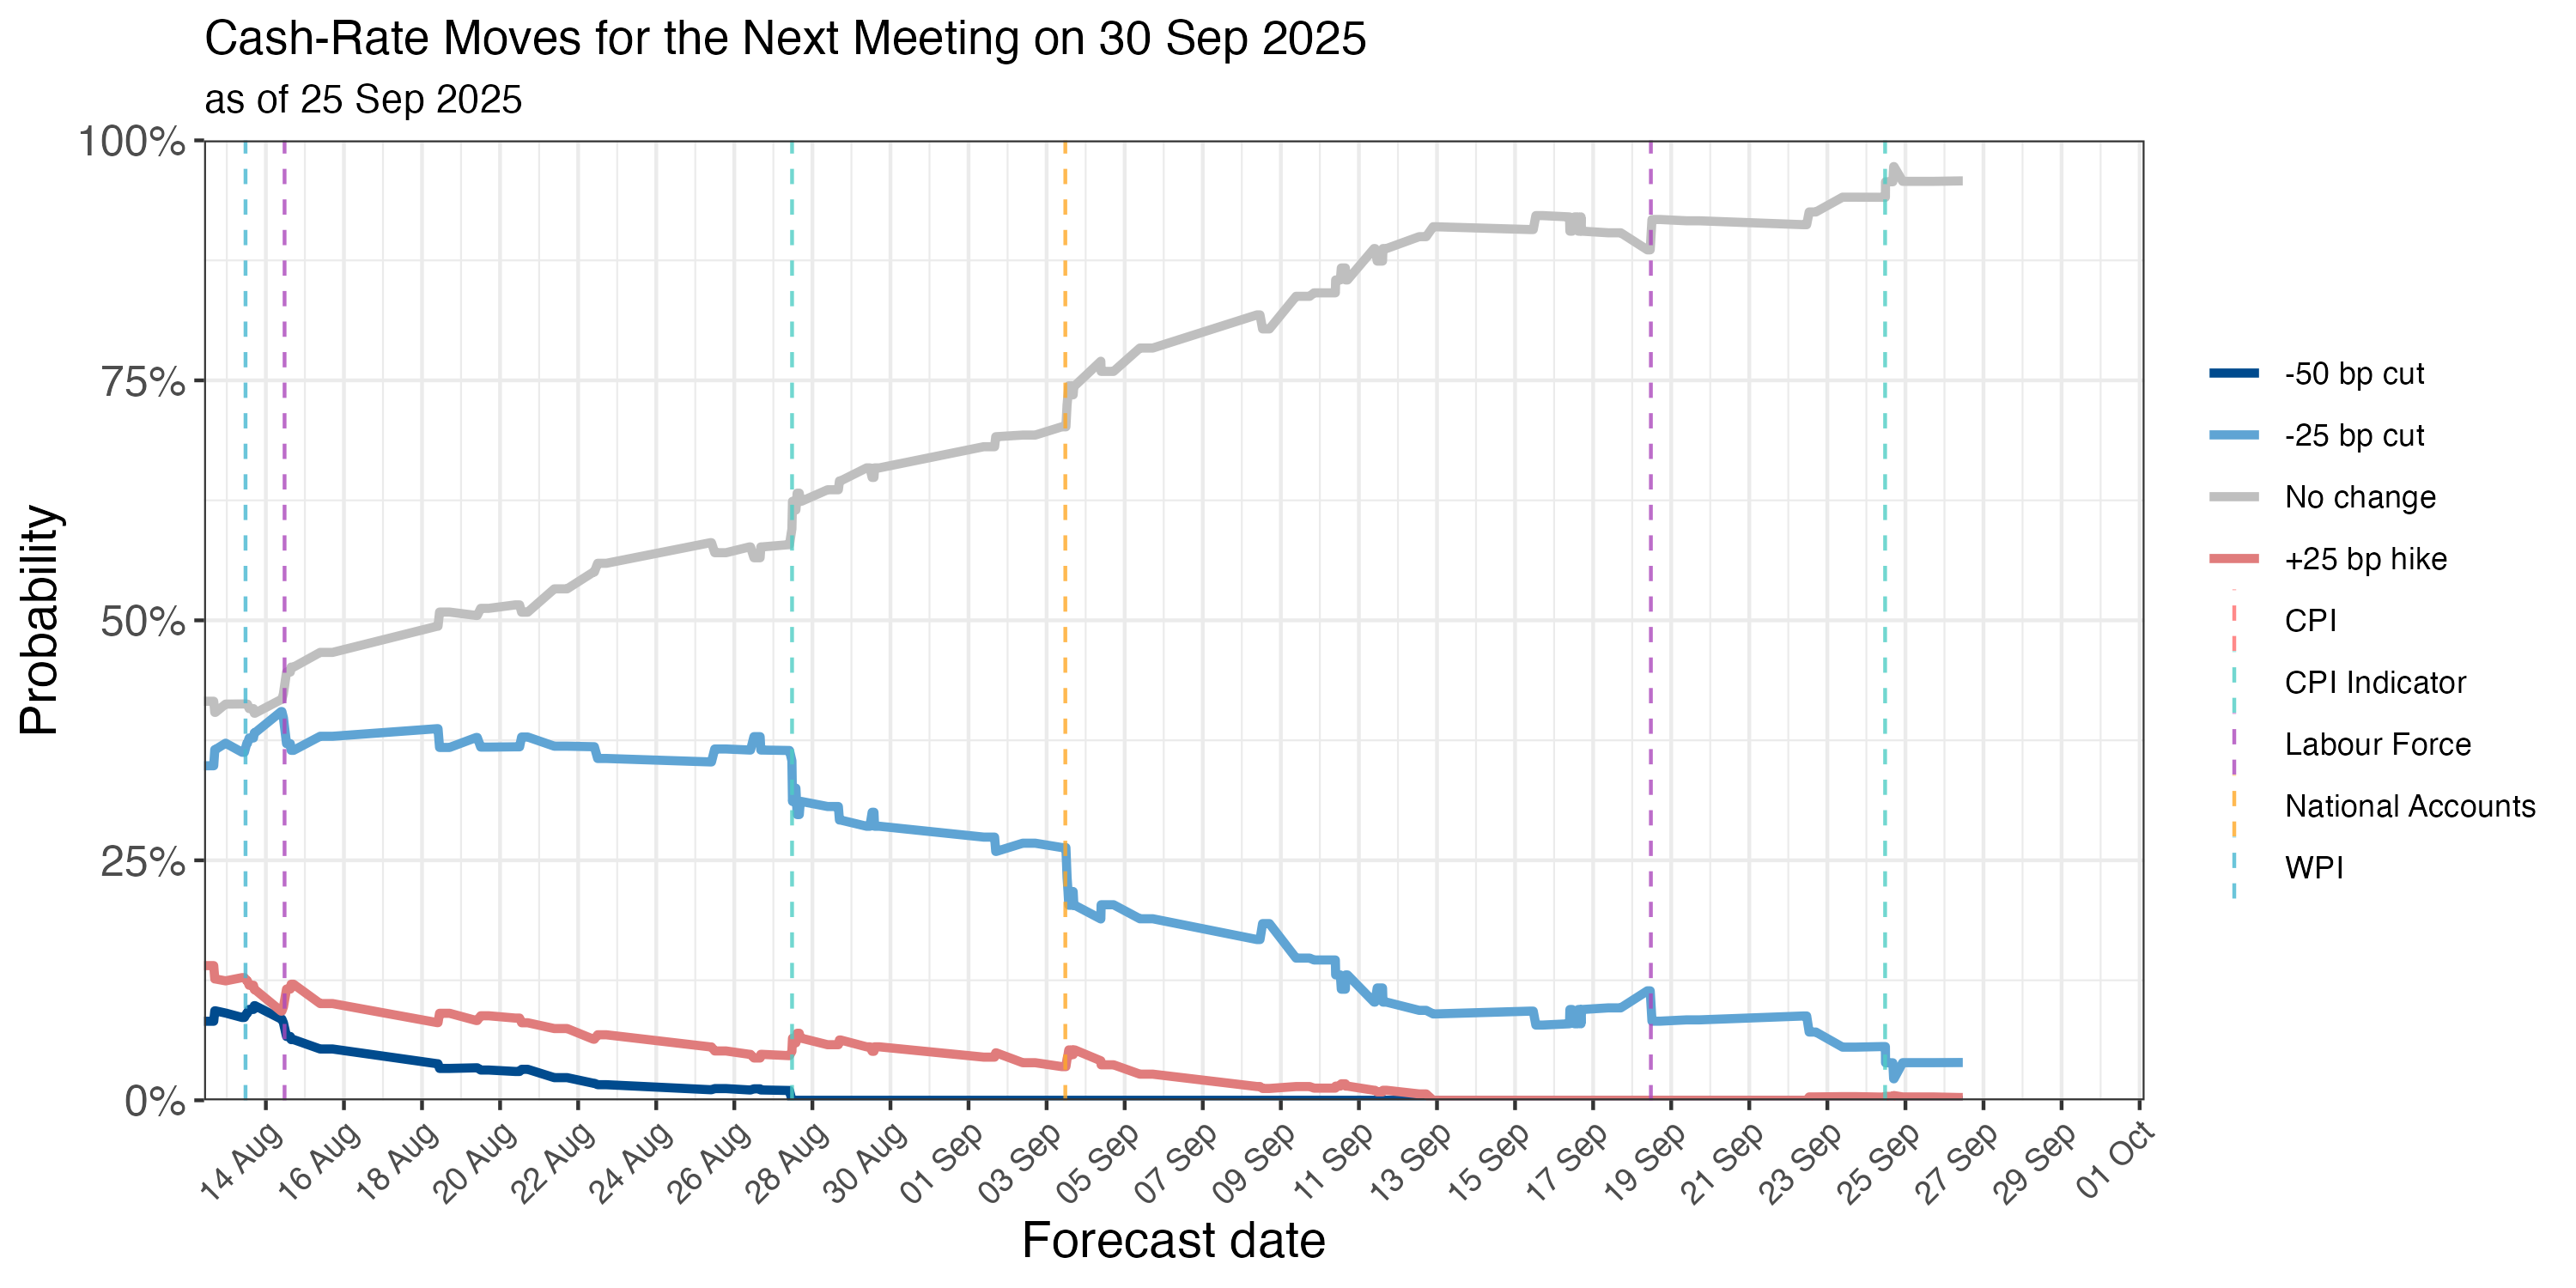 Cash-Rate Moves for the Next Meeting on 30 Sep 2025
as of 25 Sep 2025
Probability
100%
75%
50%
25%
0%
14 Aug
16 Aug
18 Aug
20 Aug
22 Aug
24 Aug
26 Aug
28 Aug
30 Aug
01 Sep
03 Sep
05 Sep
07 Sep
09 Sep
11 Sep
13 Sep
15 Sep
17 Sep
19 Sep
21 Sep
23 Sep
25 Sep
27 Sep
29 Sep
01 Oct
Forecast date
-50 bp cut
-25 bp cut
No change
+25 bp hike
CPI
CPI Indicator
Labour Force
National Accounts
WPI